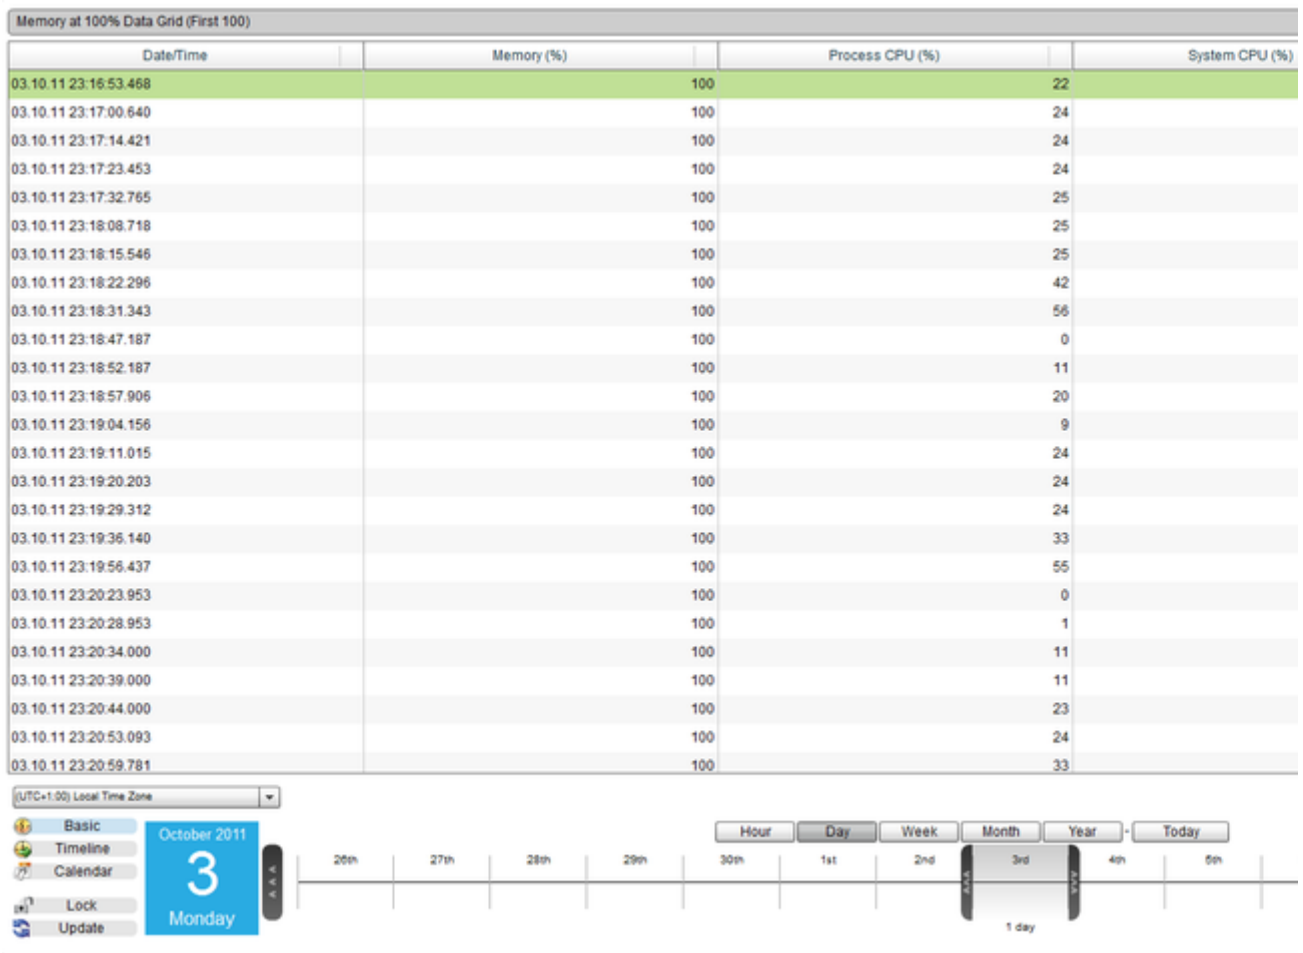 Memory at 100% Data Grid (First 100)
Date/Time Memory (%) Process CPU (%) System CPU (%)
03.10.11 23:16:53.468 100 22
03.10.11 23:17:00.640 100 24
03.10.11 23:17:14.421 100 24
03.10.11 23:17:23.453 100 24
03.10.11 23:17:32.765 100 25
03.10.11 23:18:08.718 100 25
03.10.11 23:18:15.546 100 25
03.10.11 23:18:22.296 100 42
03.10.11 23:18:31.343 100 56
03.10.11 23:18:47.187 100 0
03.10.11 23:18:52.187 100 11
03.10.11 23:18:57.906 100 20
03.10.11 23:19:04.156 100 9
03.10.11 23:19:11.015 100 24
03.10.11 23:19:20.203 100 24
03.10.11 23:19:29.312 100 24
03.10.11 23:19:36.140 100 33
03.10.11 23:19:56.437 100 55
03.10.11 23:20:23.953 100 0
03.10.11 23:20:28.953 100 1
03.10.11 23:20:34.000 100 11
03.10.11 23:20:39.000 100 11
03.10.11 23:20:44.000 100 23
03.10.11 23:20:53.093 100 24
03.10.11 23:20:59.781 100 33
(UTC+1:00) Local Time Zone
Basic
Timeline
Calendar
Lock
Update
October 2011
3
Monday
Hour Day Week Month Year - Today
26th 27th 28th 29th 30th 1st 2nd 3rd 4th 5th
1 day